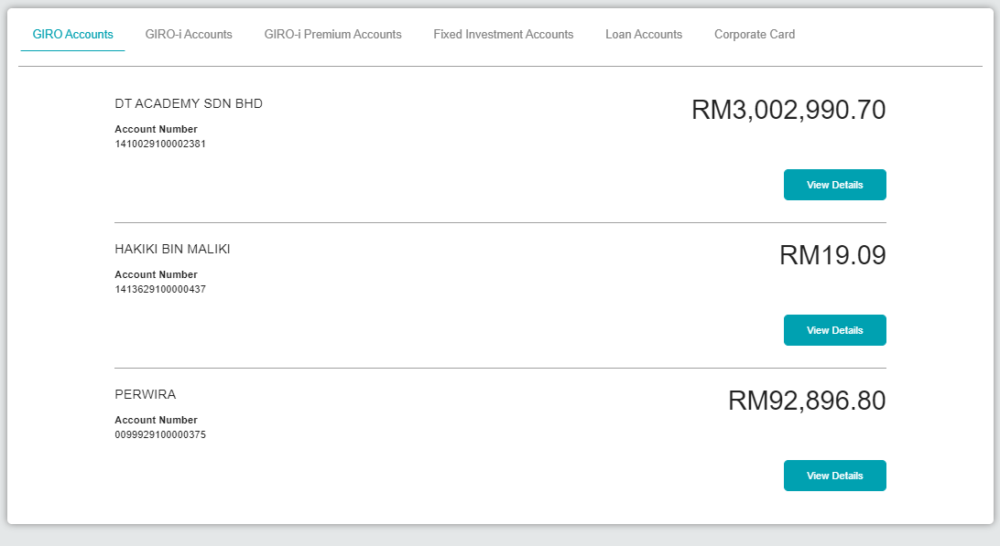 GIRO Accounts GIRO-i Accounts GIRO-i Premium Accounts Fixed Investment Accounts Loan Accounts Corporate Card
DT ACADEMY SDN BHD
RM3,002,990.70
Account Number
1410029100002381
View Details
HAKIKI BIN MALIKI
RM19.09
Account Number
1413629100000437
View Details
PERWIRA
RM92,896.80
Account Number
0099929100000375
View Details